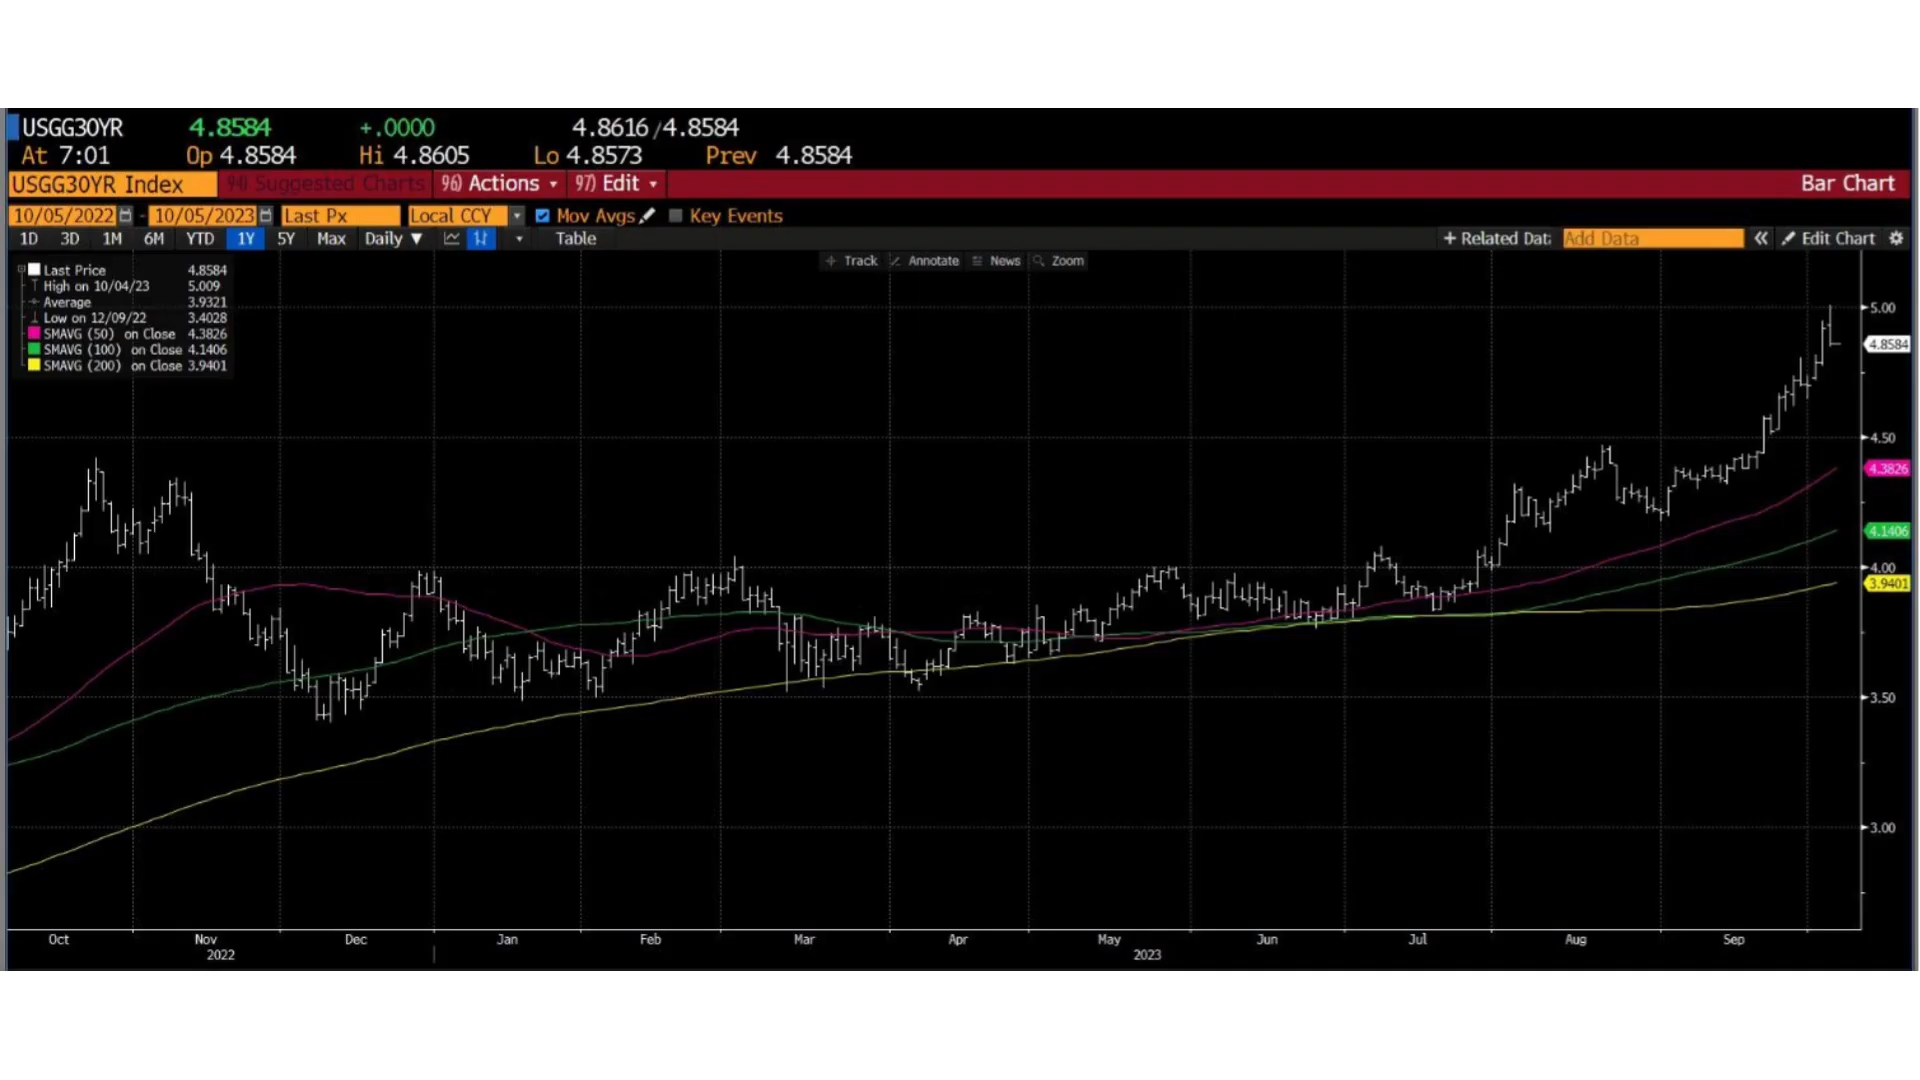 USGG30YR 4.8584 +.0000 4.8616/4.8584
At 7:01 Op 4.8584 Hi 4.8605 Lo 4.8573 Prev 4.8584
USGG30YR Index 94) Suggested Charts 96) Actions 97) Edit Bar Chart
10/05/2022 - 10/05/2023 Last Px Local CCY Mov Avgs Key Events
1D 3D 1M 6M YTD 1Y 5Y Max Daily ▼ Table + Related Dat Add Data « Edit Chart
Track Annotate News Zoom
Last Price 4.8584
High on 10/04/23 5.009
Average 3.9321
Low on 12/09/22 3.4028
SMAVG (50) on Close 4.3826
SMAVG (100) on Close 4.1406
SMAVG (200) on Close 3.9401
5.00
4.8584
4.50
4.3826
4.1406
4.00
3.9401
3.50
3.00
Oct Nov Dec Jan Feb Mar Apr May Jun Jul Aug Sep
2022 2023